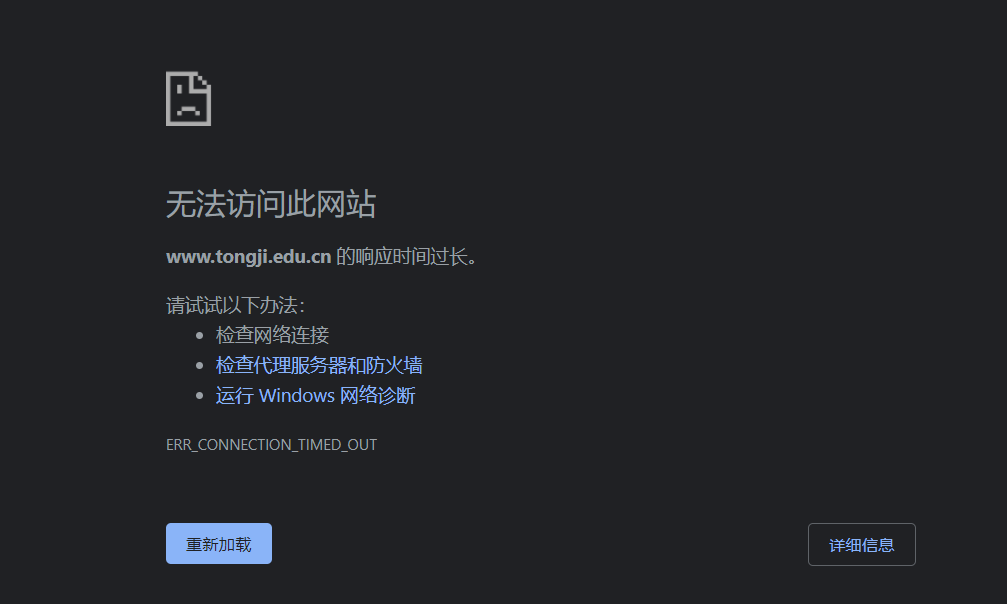 无法访问此网站
www.tongji.edu.cn 的响应时间过长。
请试试以下办法：
检查网络连接
检查代理服务器和防火墙
运行 Windows 网络诊断
ERR_CONNECTION_TIMED_OUT
重新加载
详细信息